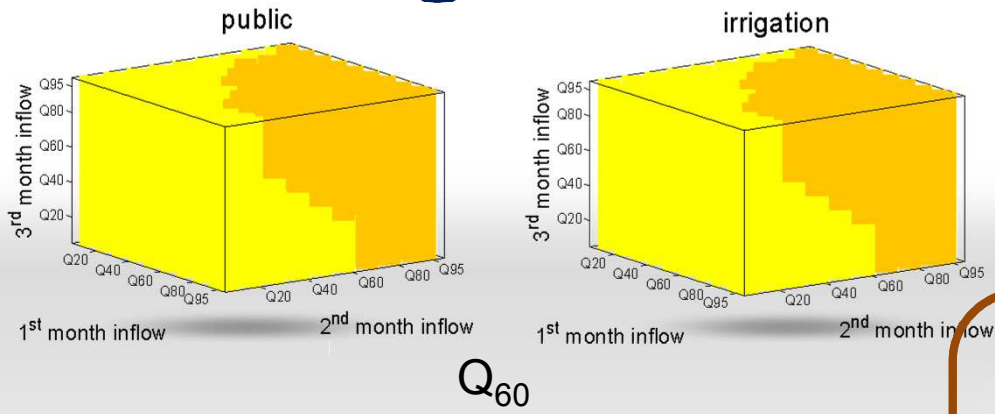 public
Q95
Q80
Q60
Q40
Q20
3rd month inflow
Q20
Q40
Q60
Q80
Q95
1st month inflow
Q20
Q40
Q60
Q80
Q95
2nd month inflow
irrigation
Q95
Q80
Q60
Q40
Q20
3rd month inflow
Q20
Q40
Q60
Q80
Q95
1st month inflow
Q20
Q40
Q60
Q80
Q95
2nd month inflow
Q60